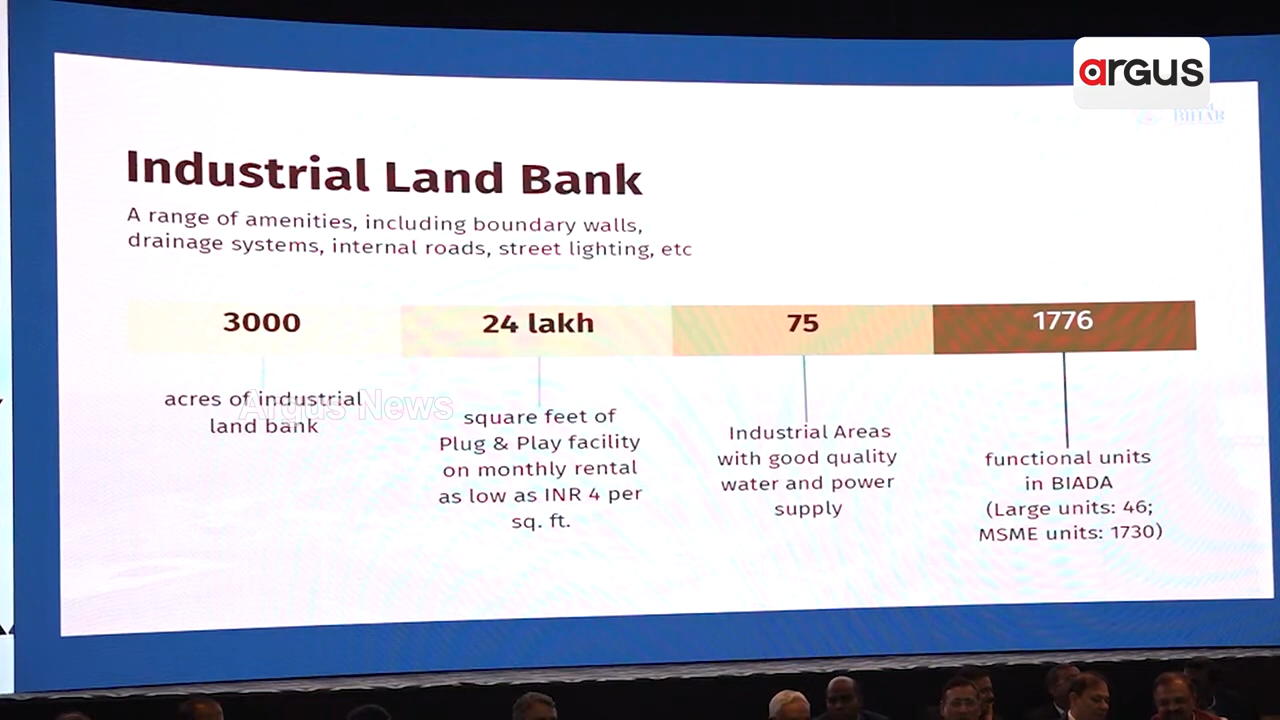 argus
BIHAR
Industrial Land Bank
A range of amenities, including boundary walls,
drainage systems, internal roads, street lighting, etc
3000
acres of industrial
land bank
24 lakh
square feet of
Plug & Play facility
on monthly rental
as low as INR 4 per
sq. ft.
75
Industrial Areas
with good quality
water and power
supply
1776
functional units
in BIADA
(Large units: 46;
MSME units: 1730)
Argus News